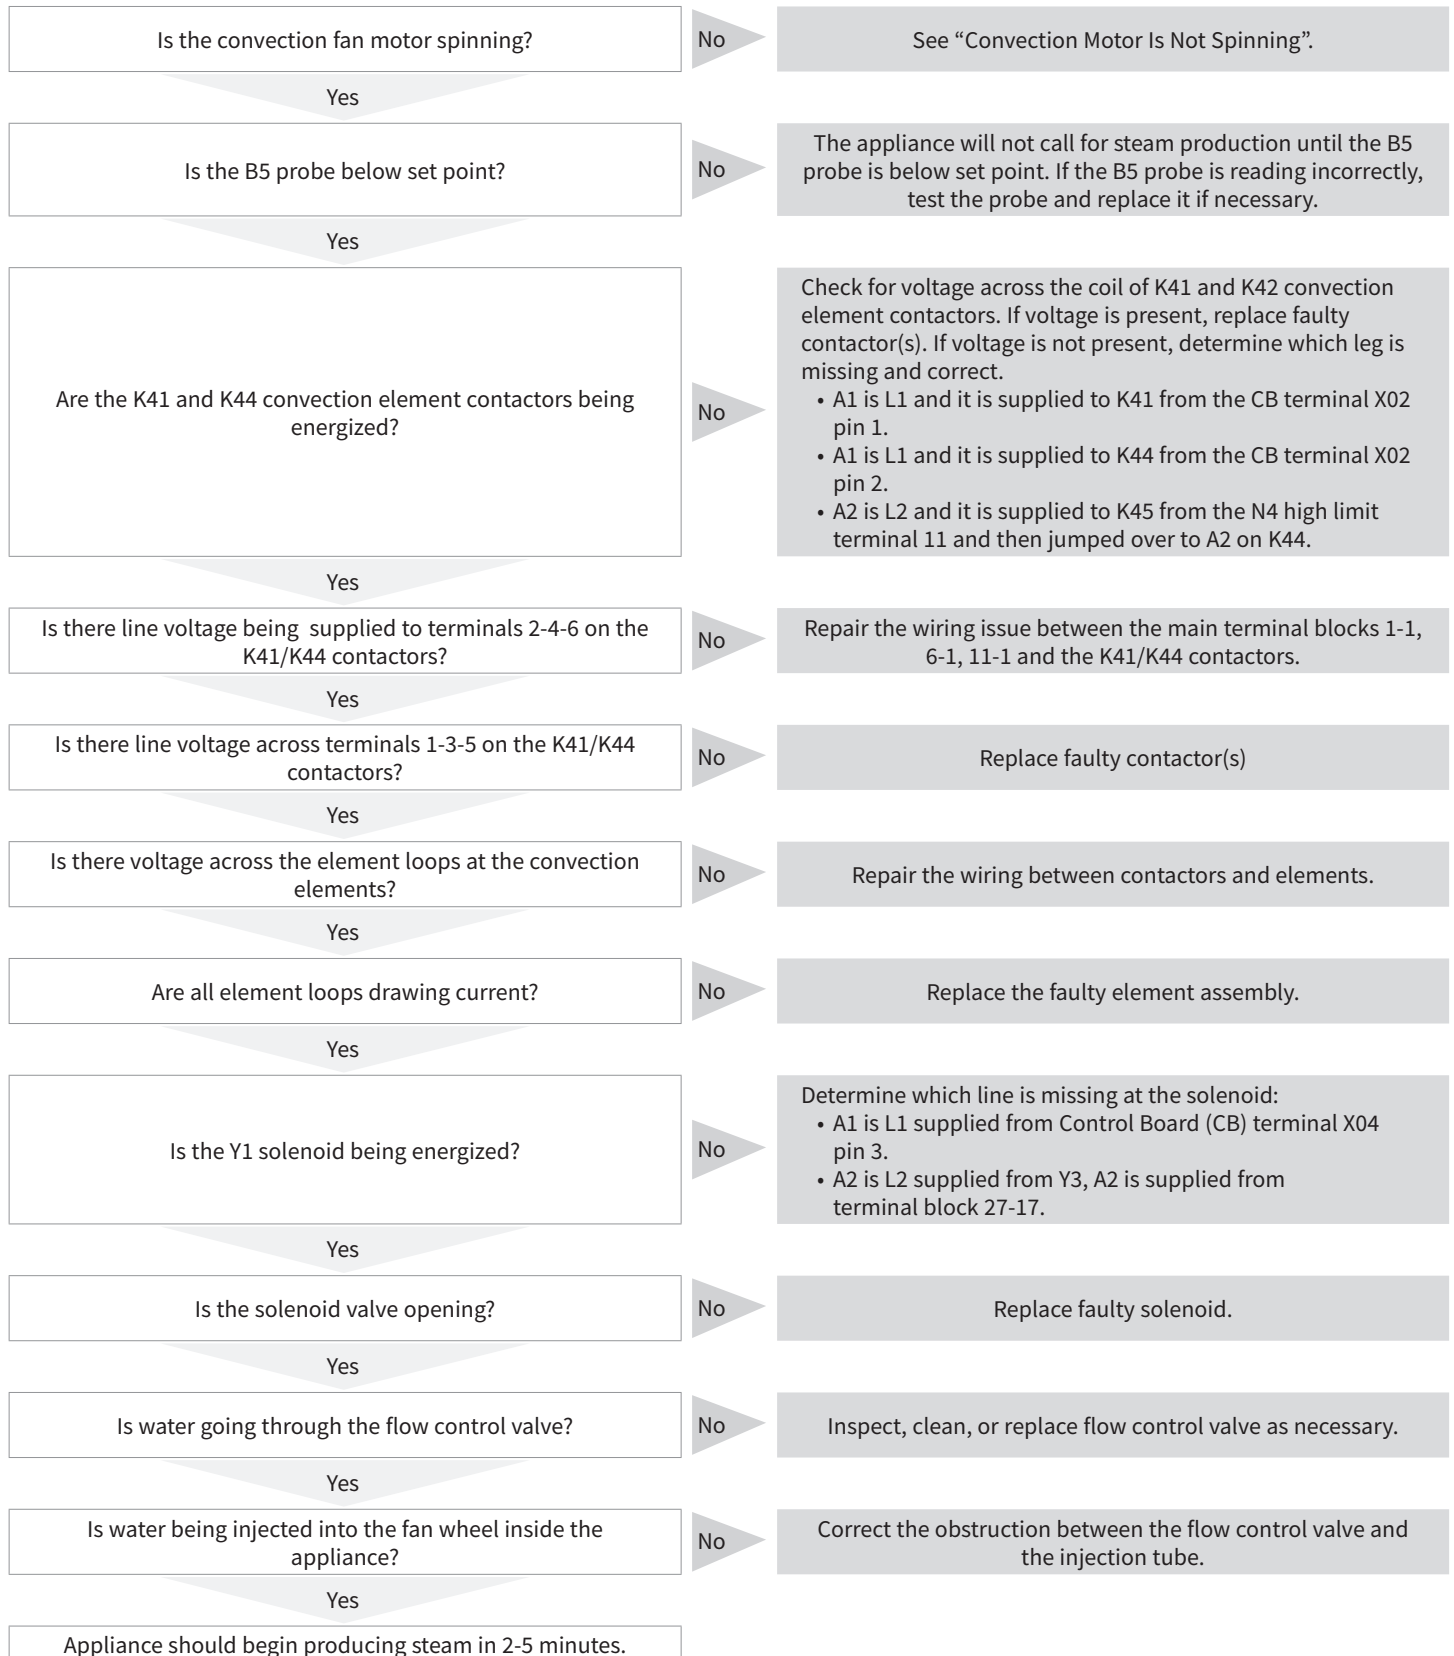 Is the convection fan motor spinning?
No
See “Convection Motor Is Not Spinning”.
Yes
Is the B5 probe below set point?
No
The appliance will not call for steam production until the B5
probe is below set point. If the B5 probe is reading incorrectly,
test the probe and replace it if necessary.
Yes
Are the K41 and K44 convection element contactors being
energized?
No
Check for voltage across the coil of K41 and K42 convection
element contactors. If voltage is present, replace faulty
contactor(s). If voltage is not present, determine which leg is
missing and correct.
• A1 is L1 and it is supplied to K41 from the CB terminal X02
pin 1.
• A1 is L1 and it is supplied to K44 from the CB terminal X02
pin 2.
• A2 is L2 and it is supplied to K45 from the N4 high limit
terminal 11 and then jumped over to A2 on K44.
Yes
Is there line voltage being  supplied to terminals 2-4-6 on the
K41/K44 contactors?
No
Repair the wiring issue between the main terminal blocks 1-1,
6-1, 11-1 and the K41/K44 contactors.
Yes
Is there line voltage across terminals 1-3-5 on the K41/K44
contactors?
No
Replace faulty contactor(s)
Yes
Is there voltage across the element loops at the convection
elements?
No
Repair the wiring between contactors and elements.
Yes
Are all element loops drawing current?
No
Replace the faulty element assembly.
Yes
Is the Y1 solenoid being energized?
No
Determine which line is missing at the solenoid:
• A1 is L1 supplied from Control Board (CB) terminal X04
pin 3.
• A2 is L2 supplied from Y3, A2 is supplied from
terminal block 27-17.
Yes
Is the solenoid valve opening?
No
Replace faulty solenoid.
Yes
Is water going through the flow control valve?
No
Inspect, clean, or replace flow control valve as necessary.
Yes
Is water being injected into the fan wheel inside the
appliance?
No
Correct the obstruction between the flow control valve and
the injection tube.
Yes
Appliance should begin producing steam in 2-5 minutes.